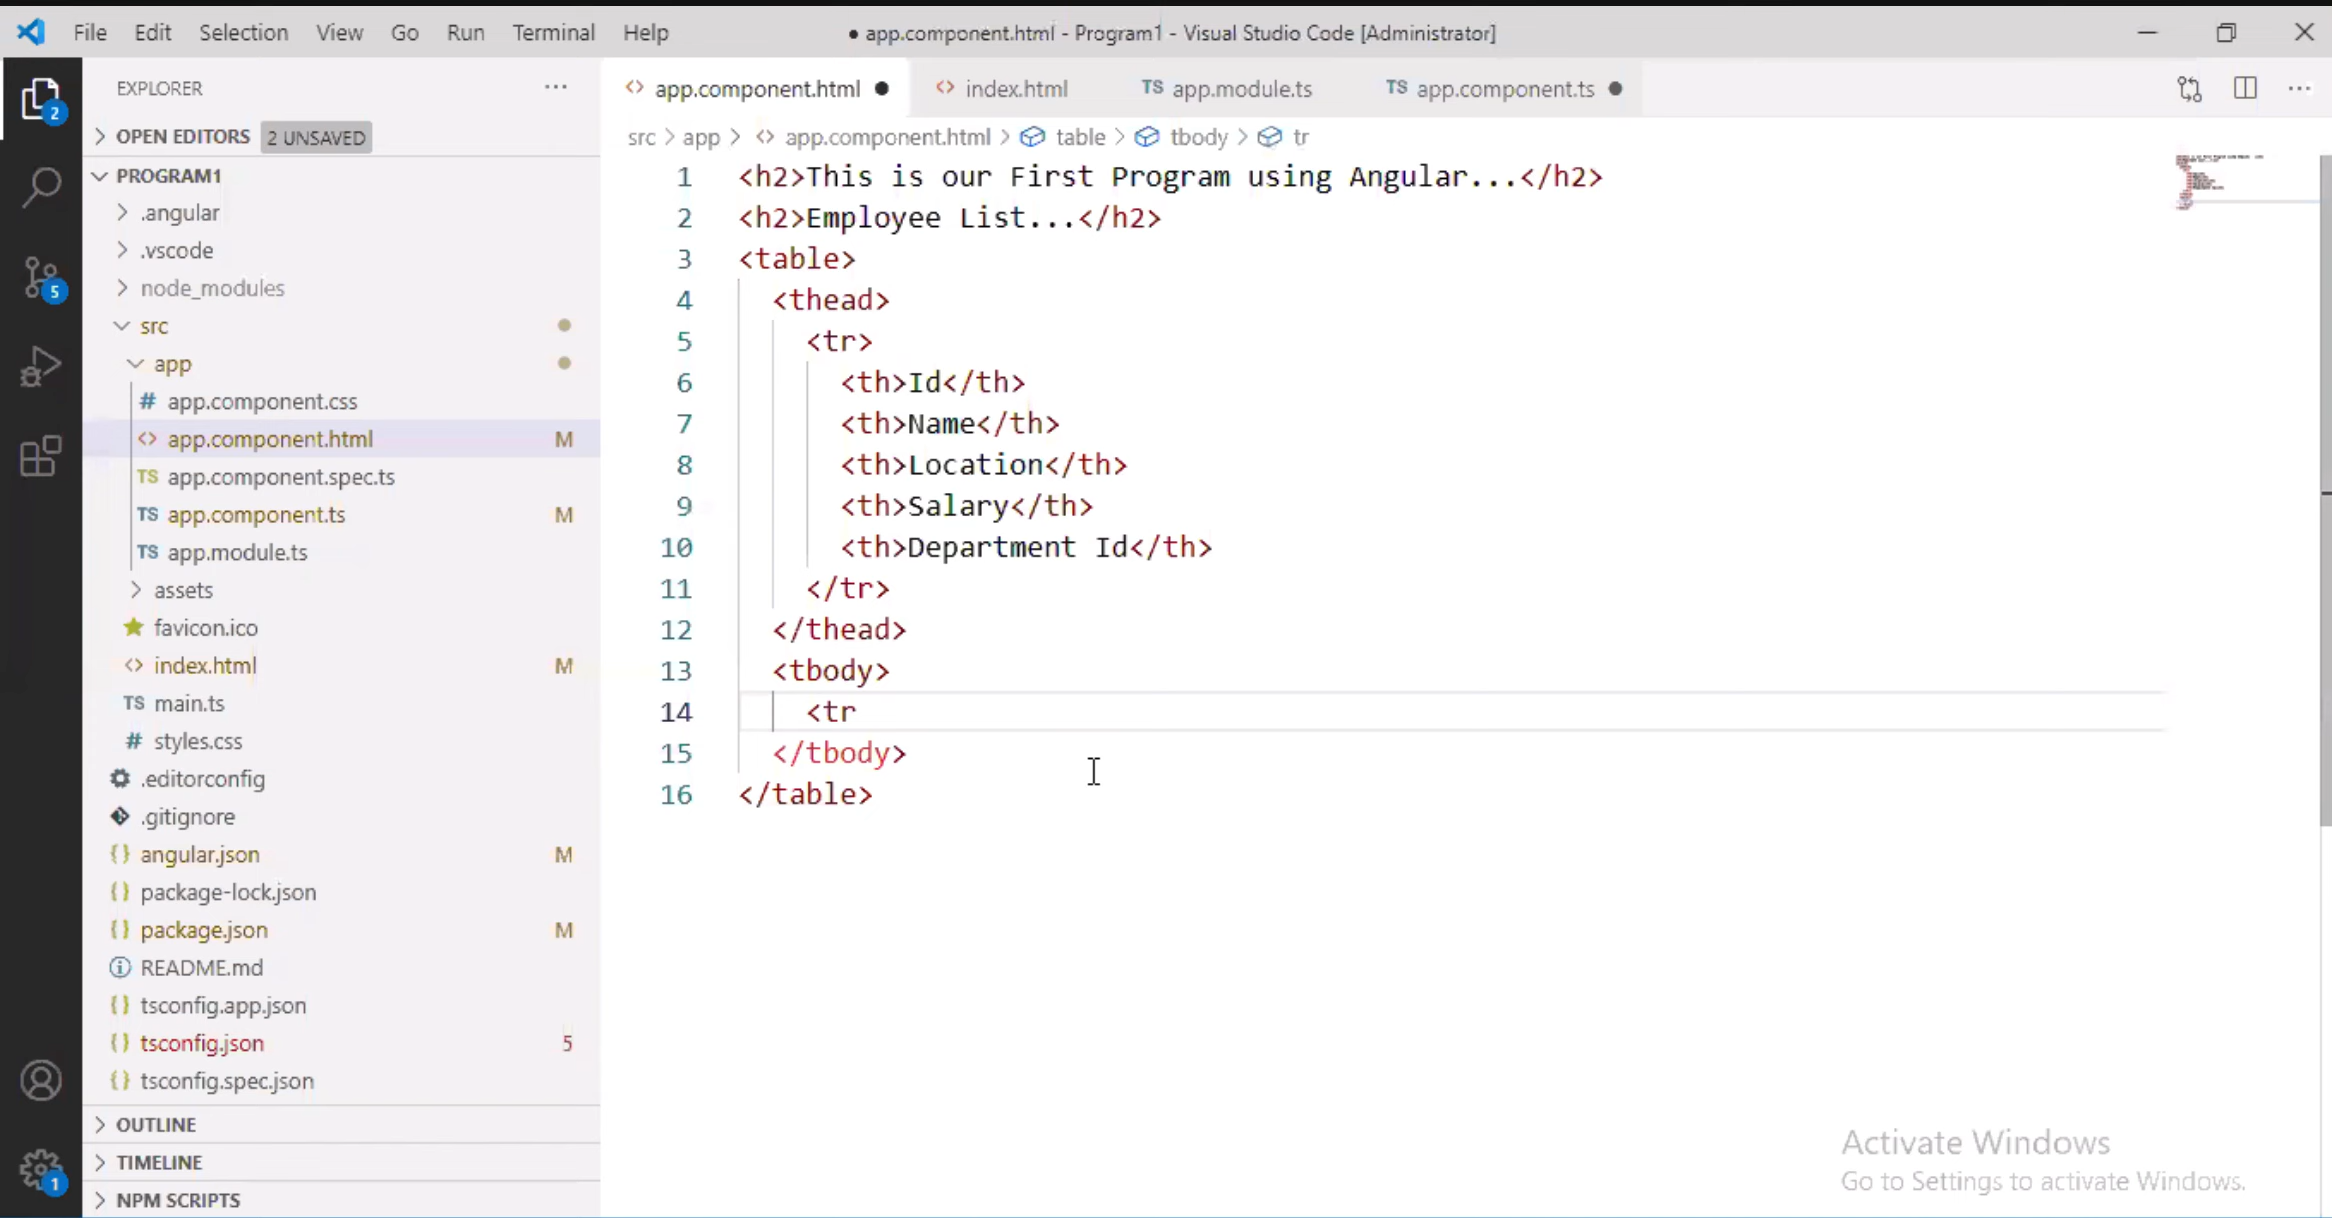 File Edit Selection View Go Run Terminal Help ● app.component.html - Program1 - Visual Studio Code [Administrator]
EXPLORER ···
OPEN EDITORS 2 UNSAVED
PROGRAM1
.angular
.vscode
node_modules
src
app
# app.component.css
<> app.component.html M
TS app.component.spec.ts
TS app.component.ts M
TS app.module.ts
assets
favicon.ico
<> index.html M
TS main.ts
# styles.css
.editorconfig
.gitignore
{} angular.json M
{} package-lock.json
{} package.json M
README.md
{} tsconfig.app.json
{} tsconfig.json 5
{} tsconfig.spec.json
OUTLINE
TIMELINE
NPM SCRIPTS
2
5
1
<> app.component.html ● <> index.html TS app.module.ts TS app.component.ts ●
src > app > <> app.component.html > table > tbody > tr
1 <h2>This is our First Program using Angular...</h2>
2 <h2>Employee List...</h2>
3 <table>
4 <thead>
5 <tr>
6 <th>Id</th>
7 <th>Name</th>
8 <th>Location</th>
9 <th>Salary</th>
10 <th>Department Id</th>
11 </tr>
12 </thead>
13 <tbody>
14 <tr
15 </tbody>
16 </table>
Activate Windows
Go to Settings to activate Windows.